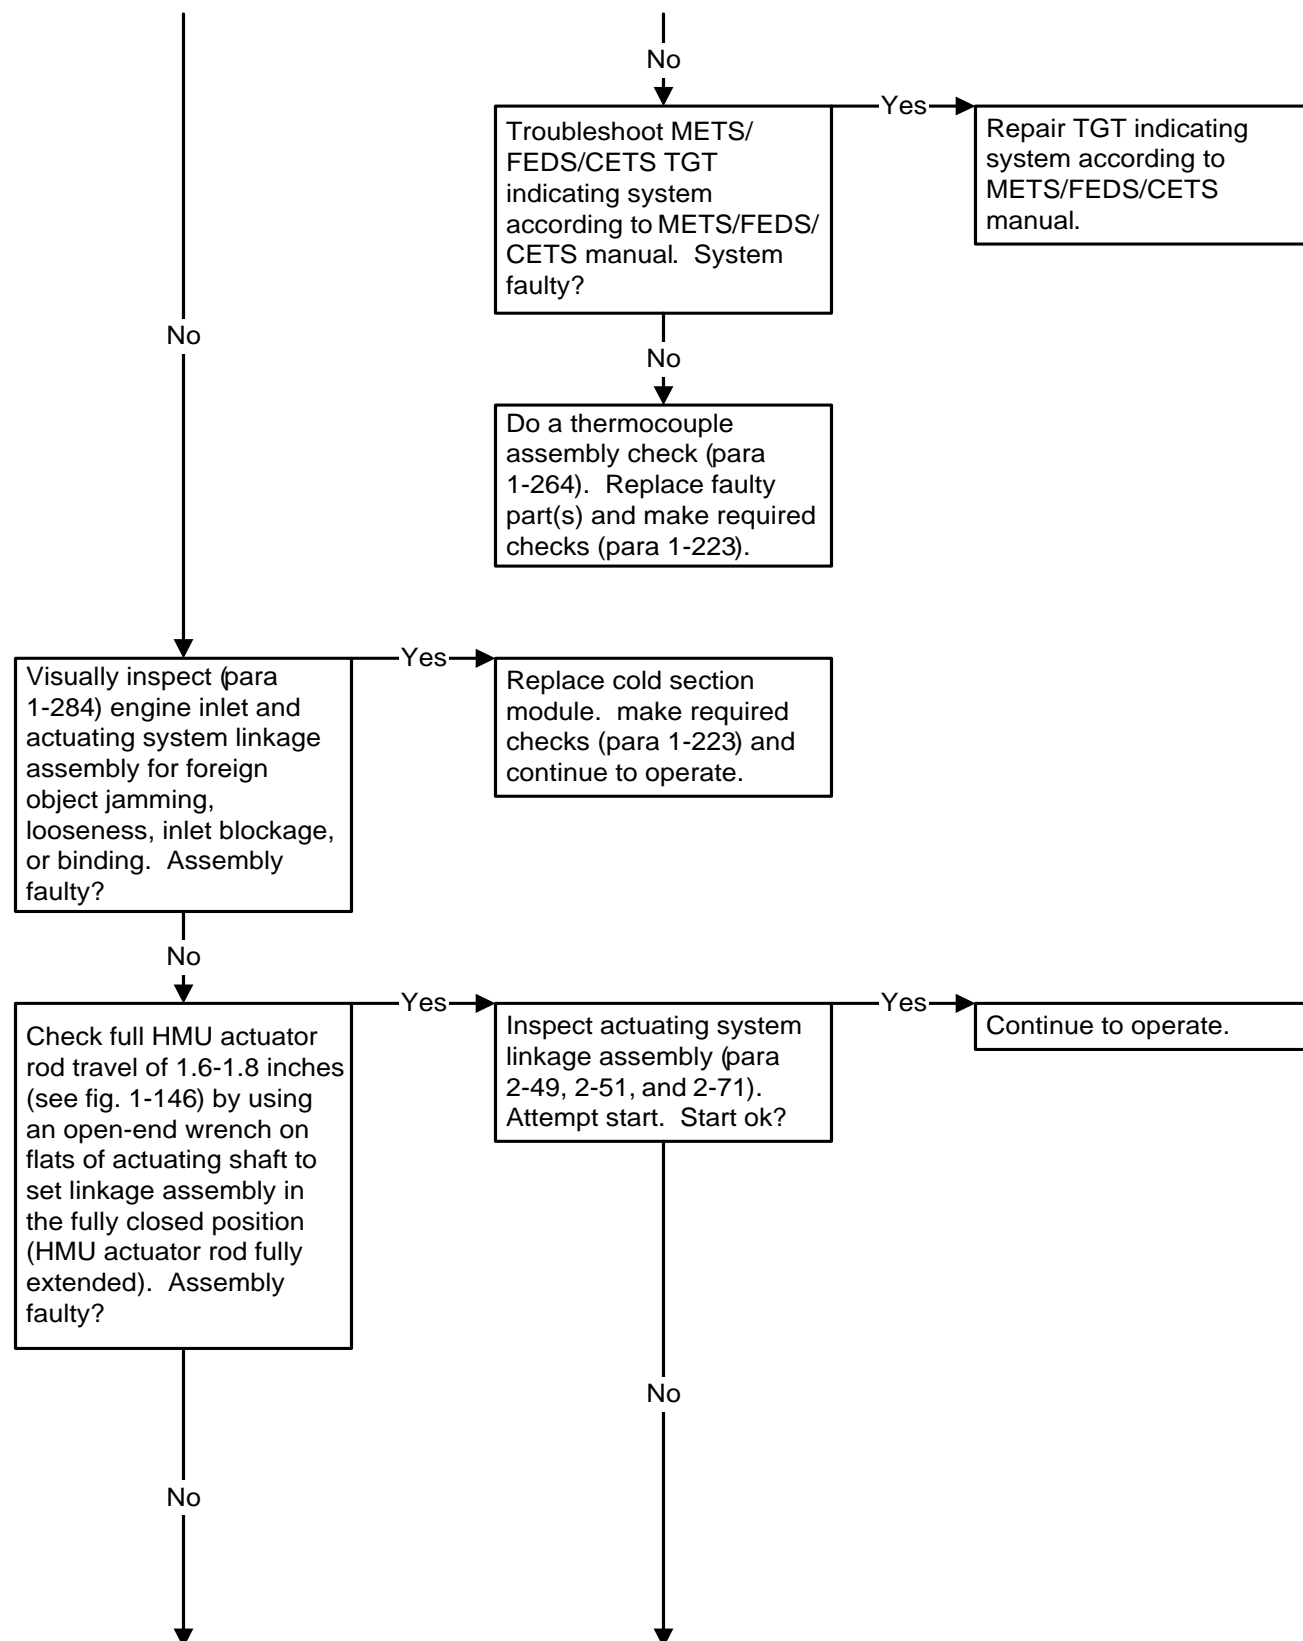 No
Yes
Troubleshoot METS/
FEDS/CETS TGT
indicating system
according to METS/FEDS/
CETS manual.  System
faulty?
Repair TGT indicating
system according to
METS/FEDS/CETS
manual.
No
No
Do a thermocouple
assembly check (para
1-264).  Replace faulty
part(s) and make required
checks (para 1-223).
Visually inspect (para
1-284) engine inlet and
actuating system linkage
assembly for foreign
object jamming,
looseness, inlet blockage,
or binding.  Assembly
faulty?
Yes
Replace cold section
module.  make required
checks (para 1-223) and
continue to operate.
No
Check full HMU actuator
rod travel of 1.6-1.8 inches
(see fig. 1-146) by using
an open-end wrench on
flats of actuating shaft to
set linkage assembly in
the fully closed position
(HMU actuator rod fully
extended).  Assembly
faulty?
Yes
Inspect actuating system
linkage assembly (para
2-49, 2-51, and 2-71).
Attempt start.  Start ok?
Yes
Continue to operate.
No
No